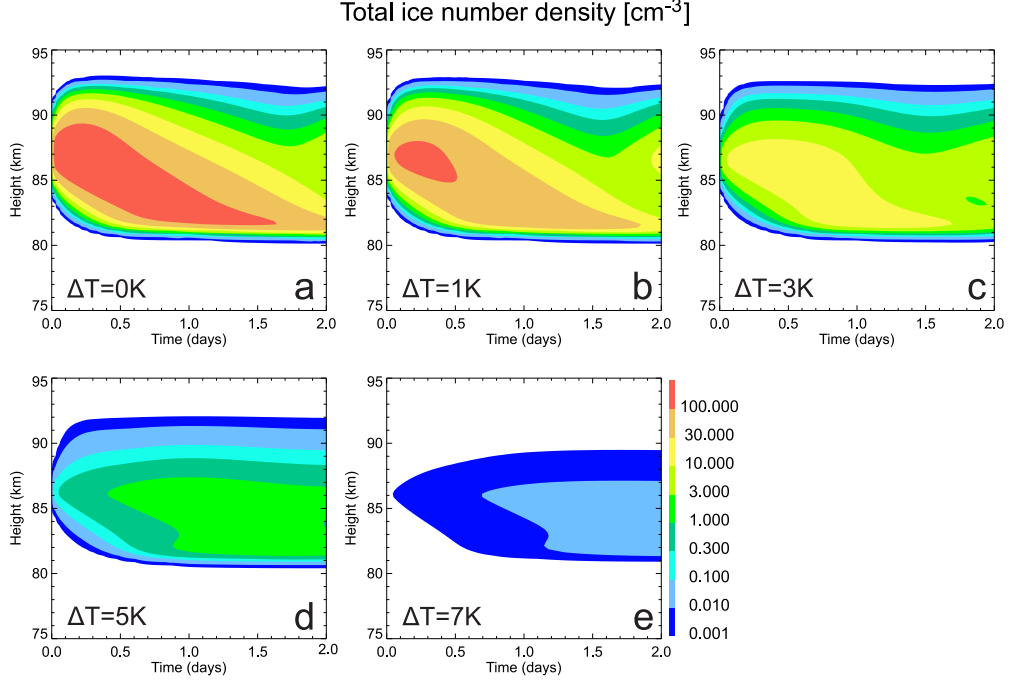 Total ice number density [cm-3]
95
90
85
80
75
Height (km)
ΔT=0K
a
0.0 0.5 1.0 1.5 2.0
Time (days)
95
90
85
80
75
Height (km)
ΔT=1K
b
0.0 0.5 1.0 1.5 2.0
Time (days)
95
90
85
80
75
Height (km)
ΔT=3K
c
0.0 0.5 1.0 1.5 2.0
Time (days)
95
90
85
80
75
Height (km)
ΔT=5K
d
0.0 0.5 1.0 1.5 2.0
Time (days)
95
90
85
80
75
Height (km)
ΔT=7K
e
0.0 0.5 1.0 1.5 2.0
Time (days)
100.000
30.000
10.000
3.000
1.000
0.300
0.100
0.010
0.001